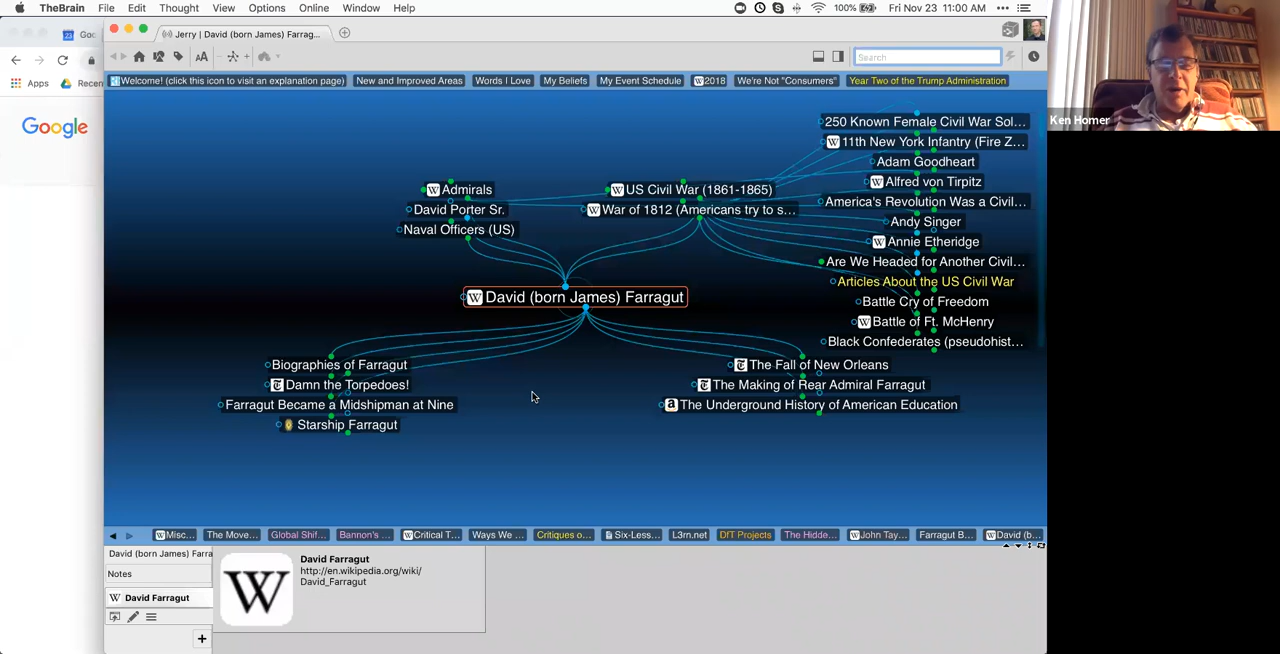 TheBrain File Edit Thought View Options Online Window Help 100% Fri Nov 23 11:00 AM
Jerry | David (born James) Farrag...
Goo
AA
Search
Apps Recen
Welcome! (click this icon to visit an explanation page) New and Improved Areas Words I Love My Beliefs My Event Schedule W 2018 We're Not "Consumers" Year Two of the Trump Administration
Google
Ken Homer
250 Known Female Civil War Sol...
W 11th New York Infantry (Fire Z...
Adam Goodheart
W Alfred von Tirpitz
America's Revolution Was a Civil...
Andy Singer
W Annie Etheridge
Are We Headed for Another Civil...
Articles About the US Civil War
Battle Cry of Freedom
W Battle of Ft. McHenry
Black Confederates (pseudohist...
W Admirals
David Porter Sr.
Naval Officers (US)
W US Civil War (1861-1865)
W War of 1812 (Americans try to s...
W David (born James) Farragut
Biographies of Farragut
T Damn the Torpedoes!
Farragut Became a Midshipman at Nine
Starship Farragut
T The Fall of New Orleans
T The Making of Rear Admiral Farragut
a The Underground History of American Education
W Misc... The Move... Global Shif... Bannon's ... W Critical T... Ways We ... Critiques o... Six-Less... L3rn.net DfT Projects The Hidde... W John Tay... Farragut B... W David (b...
David (born James) Farra
Notes
W David Farragut
W
David Farragut
http://en.wikipedia.org/wiki/
David_Farragut